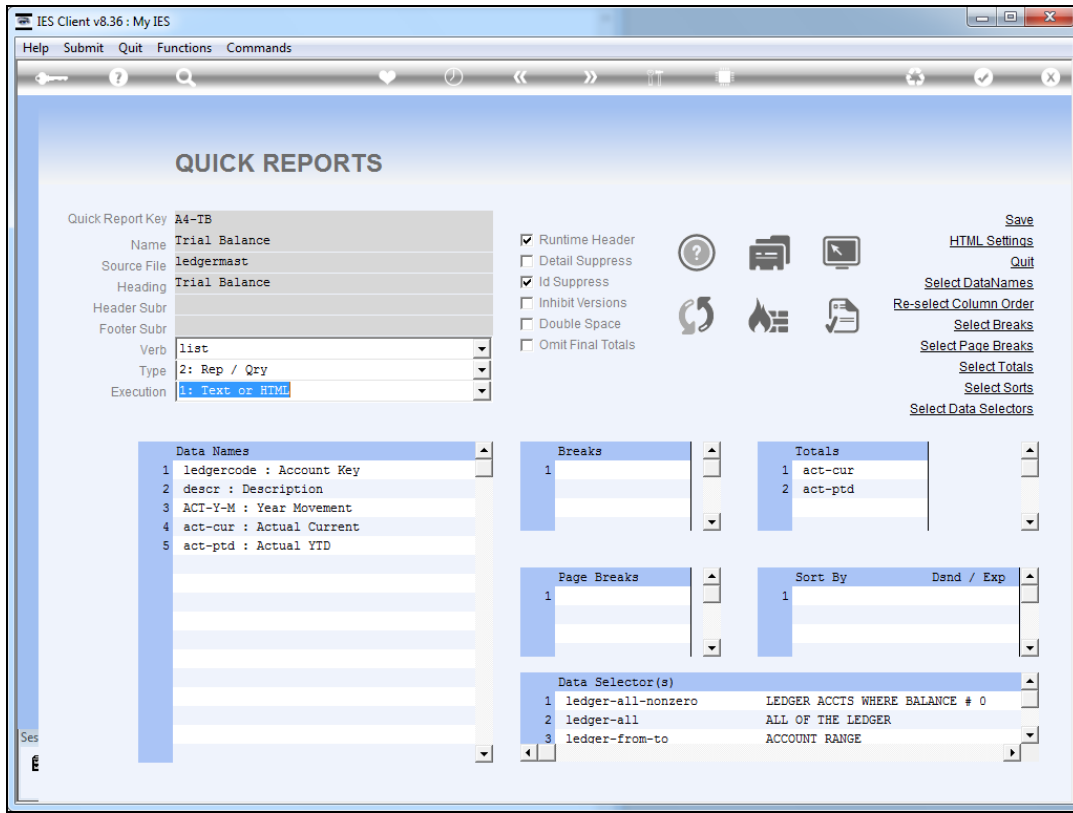 IES Client v8.36 : My IES
Help Submit Quit Functions Commands
QUICK REPORTS
Quick Report Key A4-TB
Name Trial Balance
Source File ledgermast
Heading Trial Balance
Header Subr
Footer Subr
Verb list
Type 2: Rep / Qry
Execution 1: Text or HTML
Runtime Header
Detail Suppress
Id Suppress
Inhibit Versions
Double Space
Omit Final Totals
Save
HTML Settings
Quit
Select DataNames
Re-select Column Order
Select Breaks
Select Page Breaks
Select Totals
Select Sorts
Select Data Selectors
Data Names
1 ledgercode : Account Key
2 descr : Description
3 ACT-Y-M : Year Movement
4 act-cur : Actual Current
5 act-ptd : Actual YTD
Breaks
1
Totals
1 act-cur
2 act-ptd
Page Breaks
1
Sort By Dsnd / Exp
1
Data Selector(s)
1 ledger-all-nonzero LEDGER ACCTS WHERE BALANCE # 0
2 ledger-all ALL OF THE LEDGER
3 ledger-from-to ACCOUNT RANGE
Ses